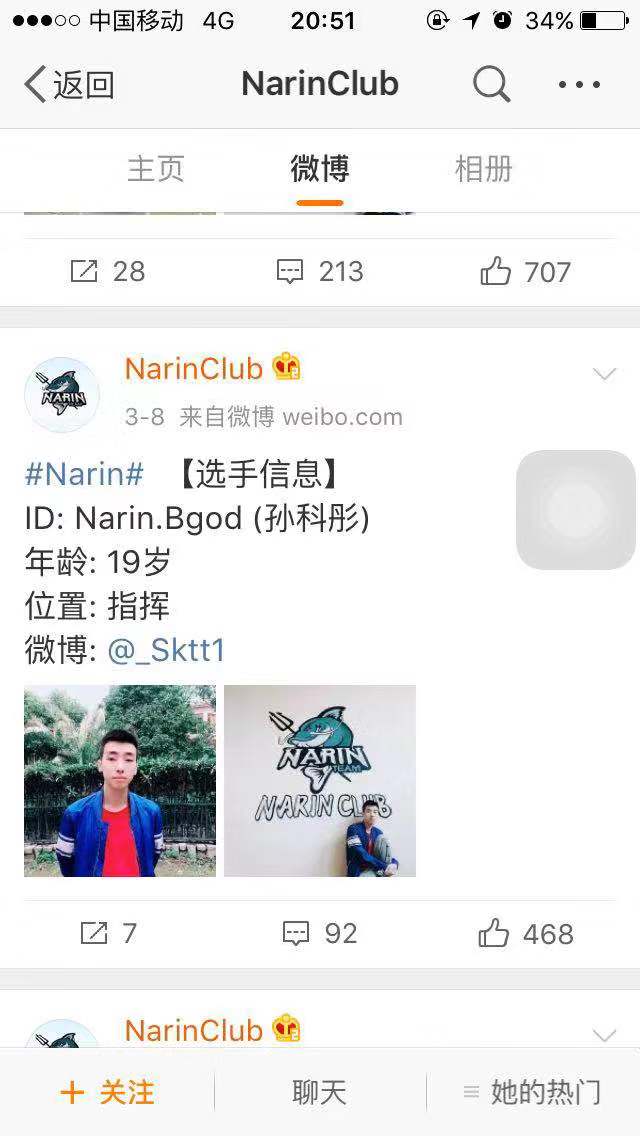 中国移动 4G 20:51 34%
返回 NarinClub
主页 微博 相册
28 213 707
NarinClub
3-8 来自微博 weibo.com
NARIN
#Narin# 【选手信息】
ID: Narin.Bgod (孙科彤)
年龄: 19岁
位置: 指挥
微博: @_Sktt1
NARIN
TEAM
NARIN CLUB
7 92 468
NarinClub
+ 关注 聊天 她的热门